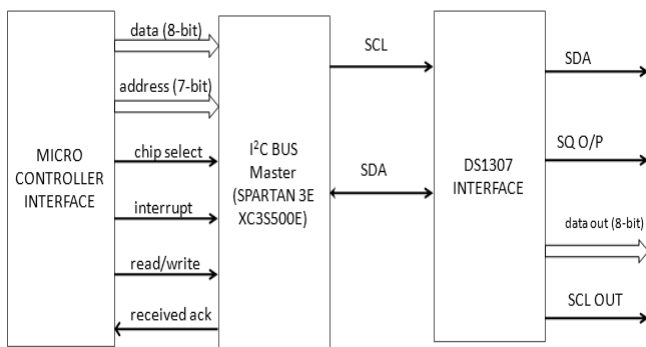 MICRO
CONTROLLER
INTERFACE
data (8-bit)
address (7-bit)
chip select
interrupt
read/write
received ack
I²C BUS
Master
(SPARTAN 3E
XC3S500E)
SCL
SDA
DS1307
INTERFACE
SDA
SQ O/P
data out (8-bit)
SCL OUT